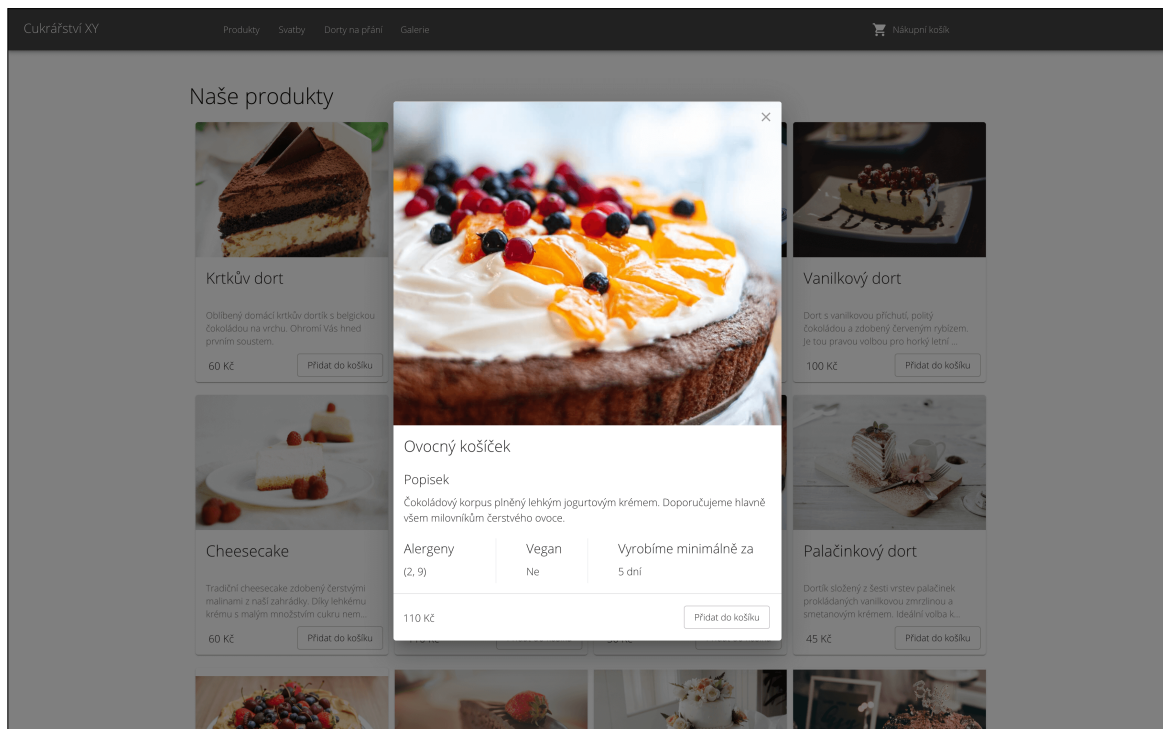 Cukrářství XY
Produkty Svatby Dorty na přání Galerie
Nákupní košík
Naše produkty
Krtkův dort
Oblíbený domácí krtkův dortík s belgickou
čokoládou na vrchu. Ohromí Vás hned
prvním soustem.
60 Kč Přidat do košíku
Vanilkový dort
Dort s vanilkovou příchutí, politý
čokoládou a zdobený červeným rybízem.
Je tou pravou volbou pro horký letní ...
100 Kč Přidat do košíku
Ovocný košíček
Popisek
Čokoládový korpus plněný lehkým jogurtovým krémem. Doporučujeme hlavně
všem milovníkům čerstvého ovoce.
Alergeny Vegan Vyrobíme minimálně za
(2, 9) Ne 5 dní
110 Kč Přidat do košíku
Cheesecake
Tradiční cheesecake zdobený čerstvými
malinami z naší zahrádky. Díky lehkému
krému s malým množstvím cukru nem...
60 Kč Přidat do košíku
Palačinkový dort
Dortík složený z šesti vrstev palačinek
prokládaných vanilkovou zmrzlinou a
smetanovým krémem. Ideální volba k...
45 Kč Přidat do košíku